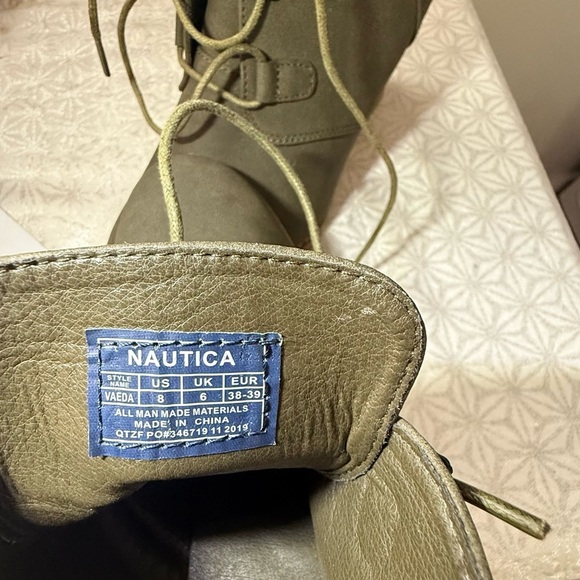 NAUTICA
STYLE NAME US UK EUR
VAEDA 8 6 38-39
ALL MAN MADE MATERIALS
MADE IN CHINA
QTZF PO#346719 11 2019